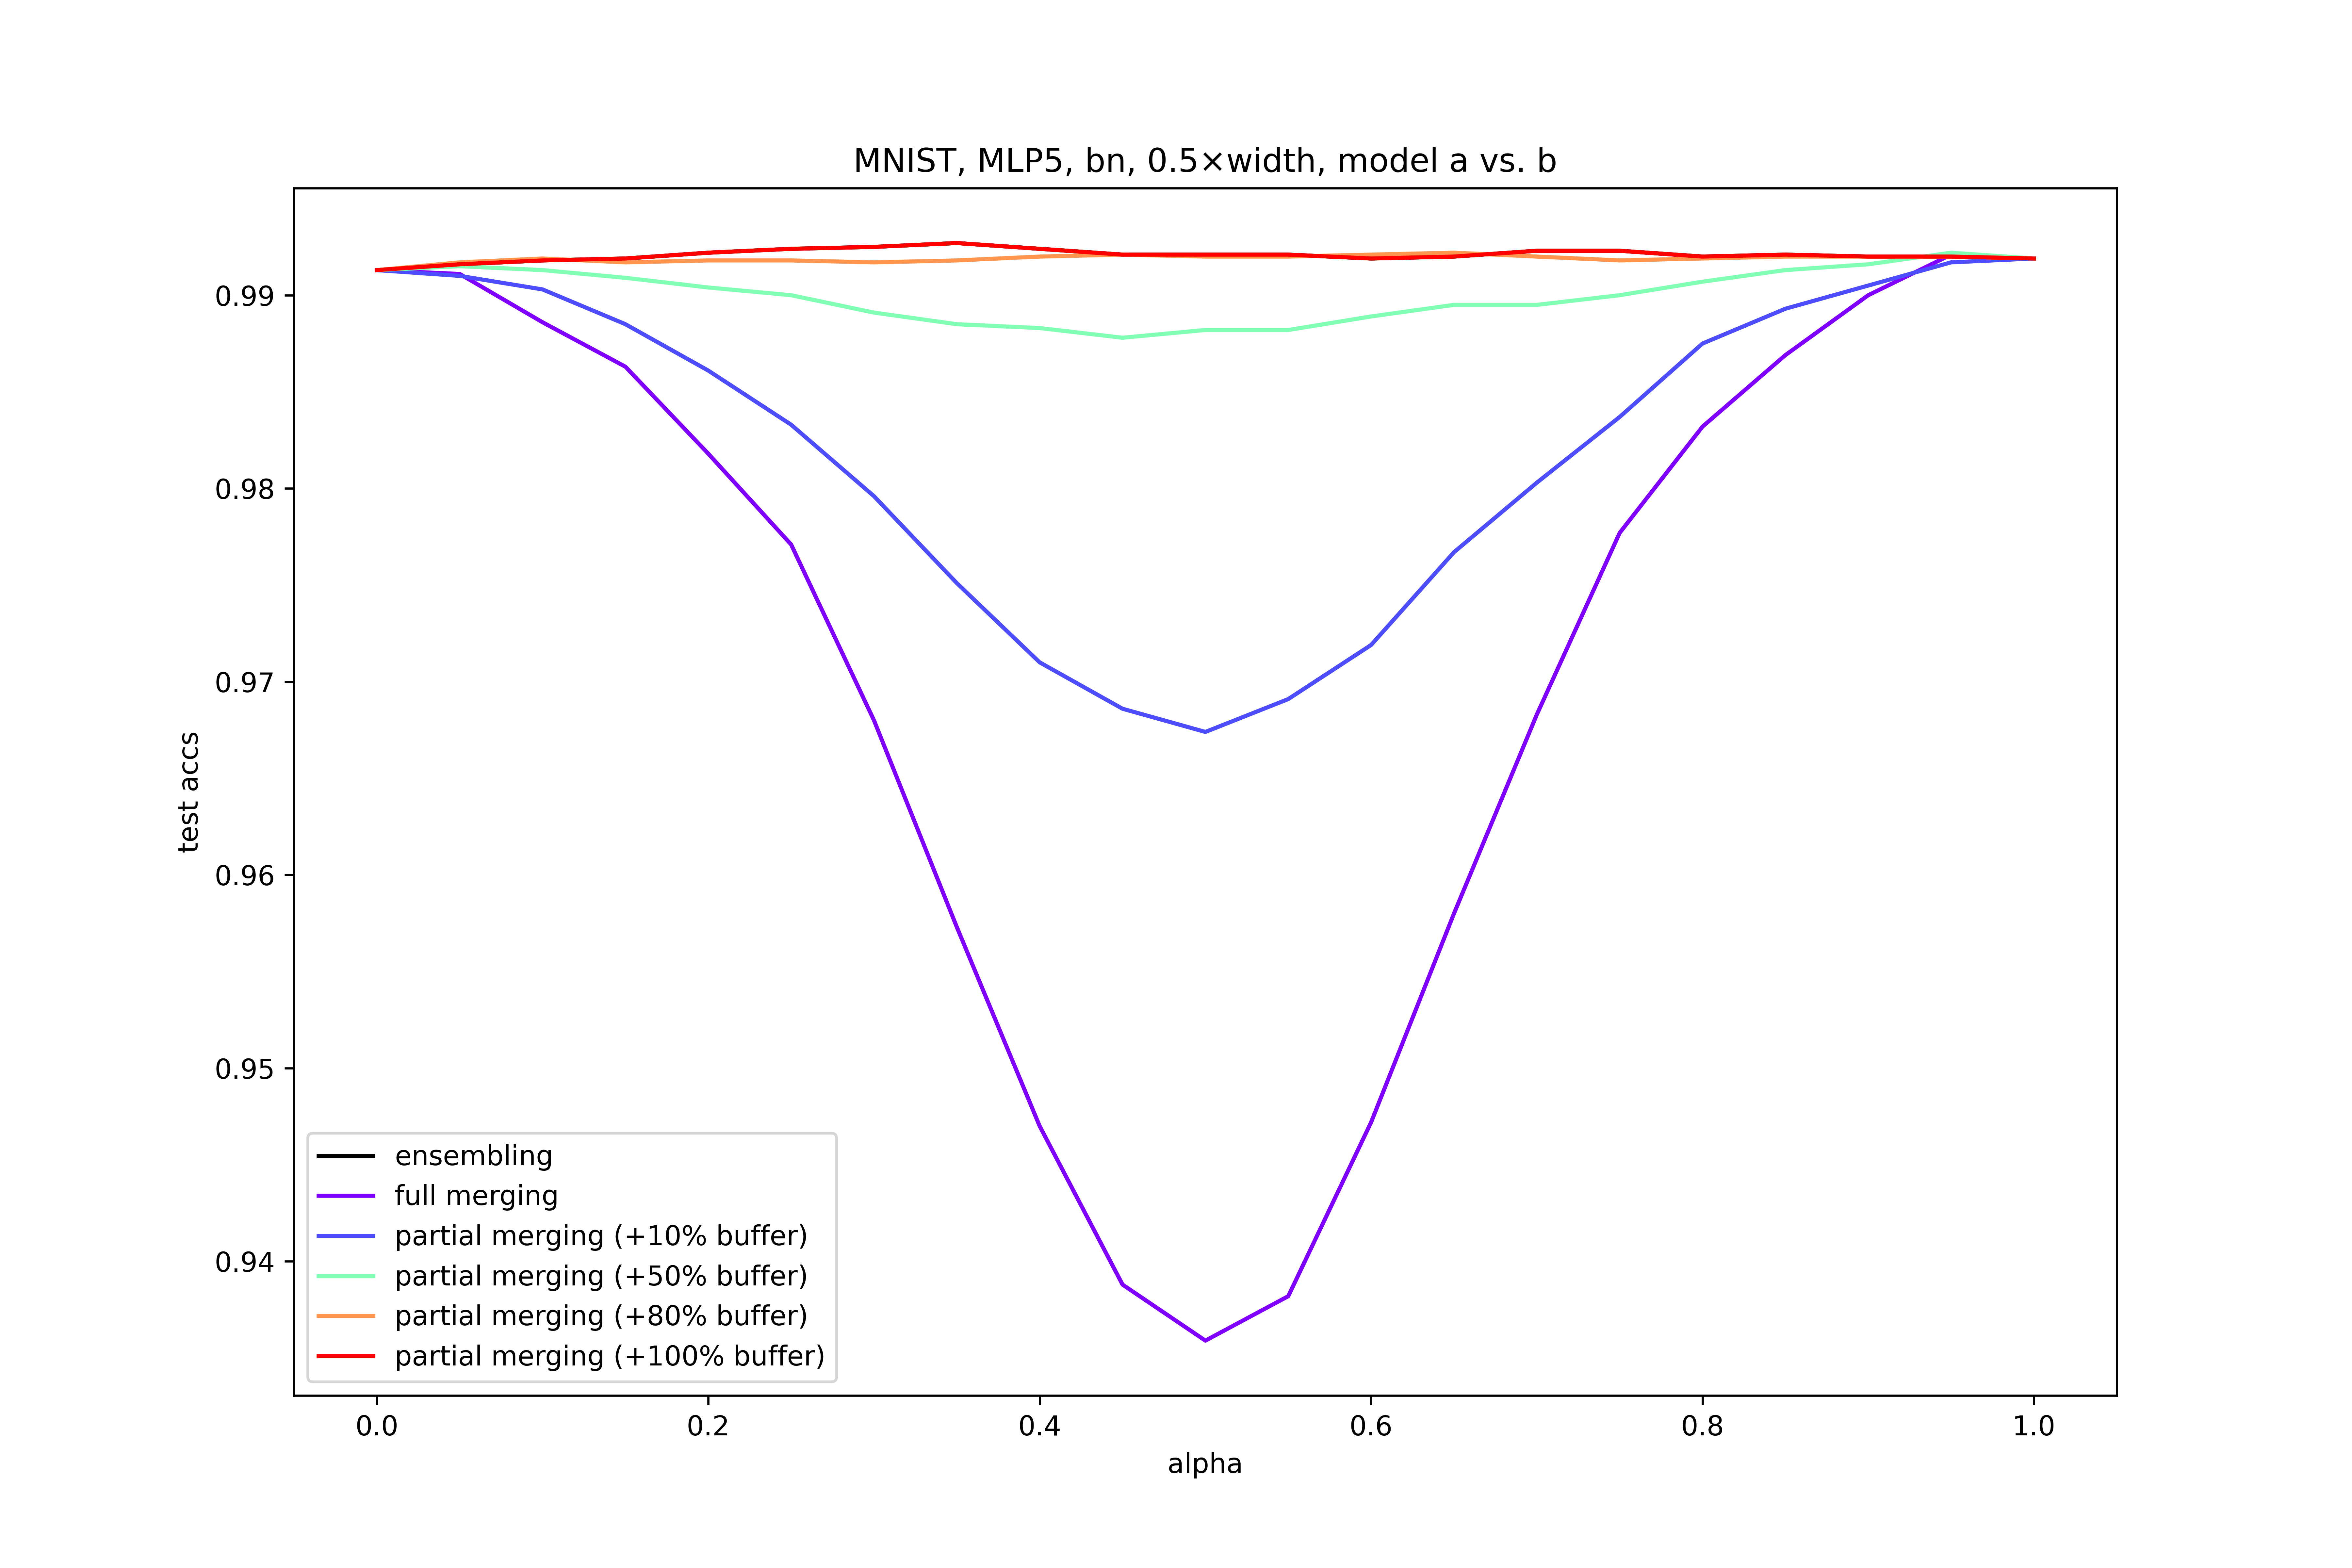 MNIST, MLP5, bn, 0.5×width, model a vs. b
test accs
0.99
0.98
0.97
0.96
0.95
0.94
ensembling
full merging
partial merging (+10% buffer)
partial merging (+50% buffer)
partial merging (+80% buffer)
partial merging (+100% buffer)
0.0 0.2 0.4 0.6 0.8 1.0
alpha